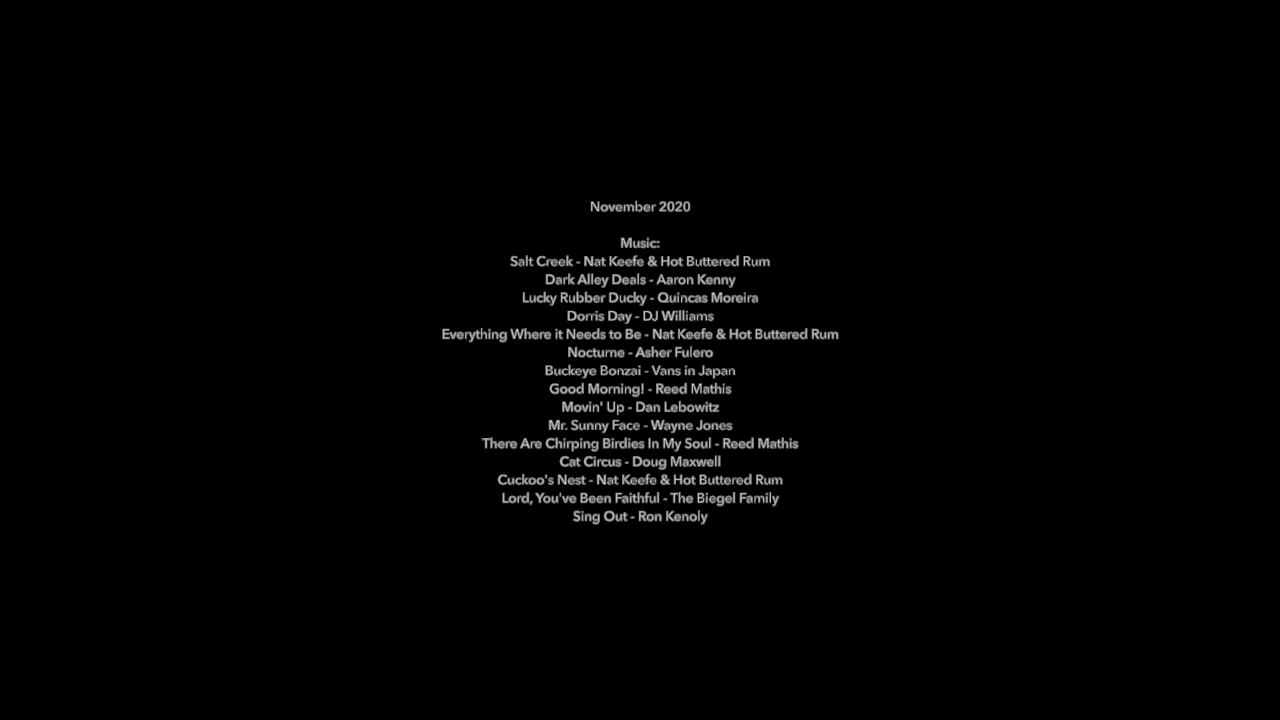 November 2020
Music:
Salt Creek - Nat Keefe & Hot Buttered Rum
Dark Alley Deals - Aaron Kenny
Lucky Rubber Ducky - Quincas Moreira
Dorris Day - DJ Williams
Everything Where it Needs to Be - Nat Keefe & Hot Buttered Rum
Nocturne - Asher Fulero
Buckeye Bonzai - Vans in Japan
Good Morning! - Reed Mathis
Movin' Up - Dan Lebowitz
Mr. Sunny Face - Wayne Jones
There Are Chirping Birdies In My Soul - Reed Mathis
Cat Circus - Doug Maxwell
Cuckoo's Nest - Nat Keefe & Hot Buttered Rum
Lord, You've Been Faithful - The Biegel Family
Sing Out - Ron Kenoly